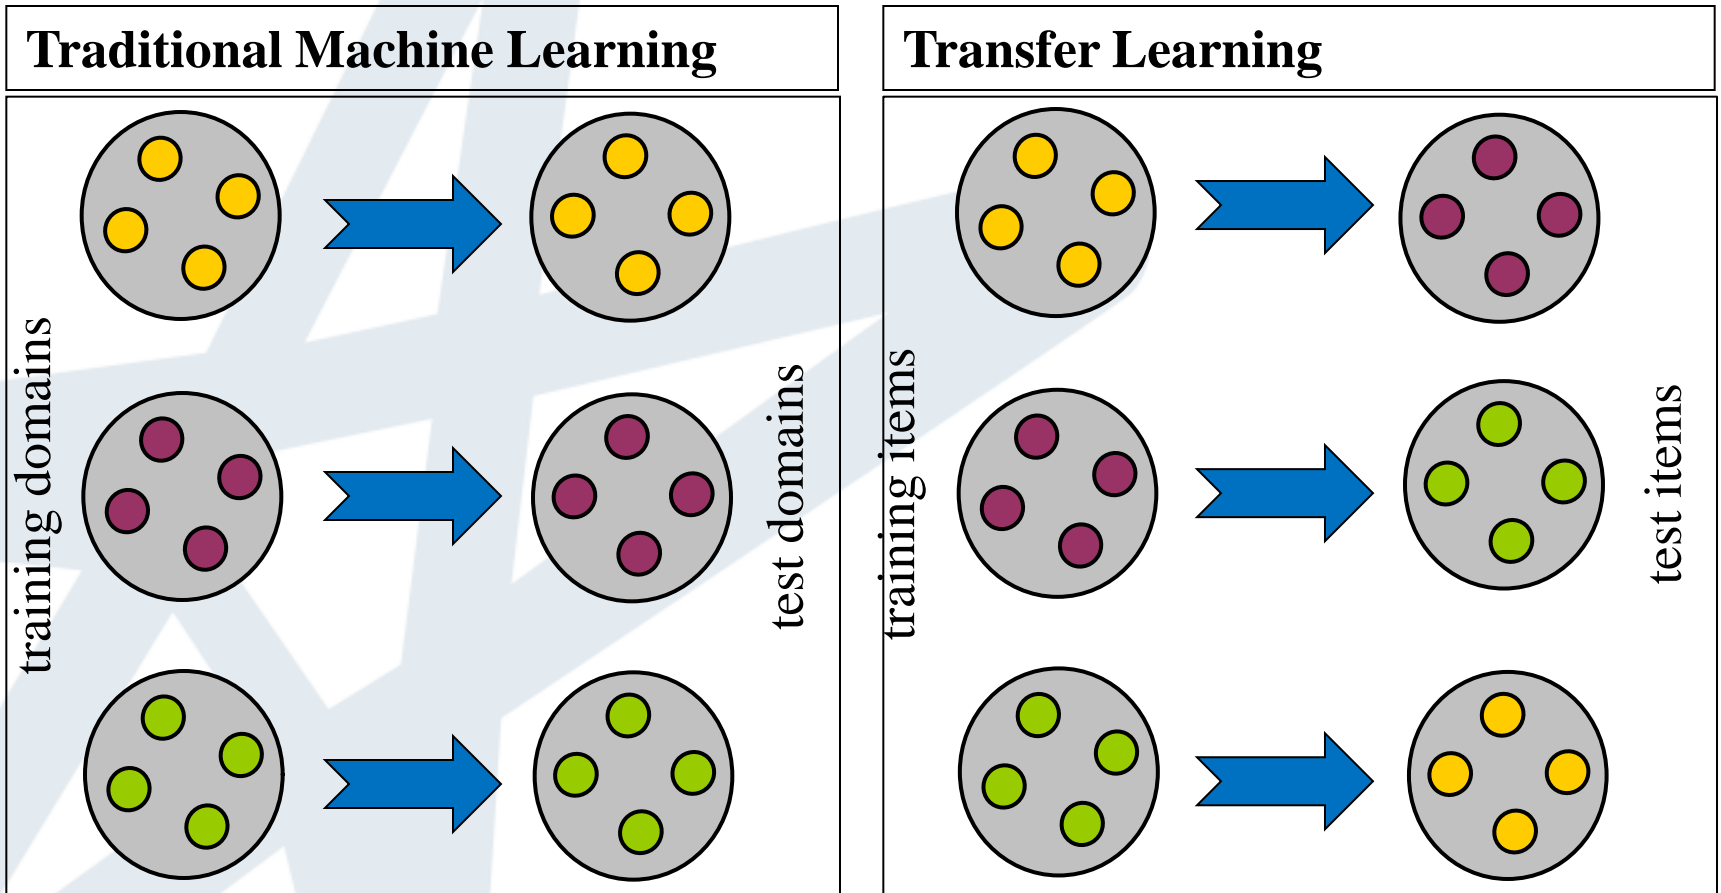 Traditional Machine Learning
training domains
test domains
Transfer Learning
training items
test items